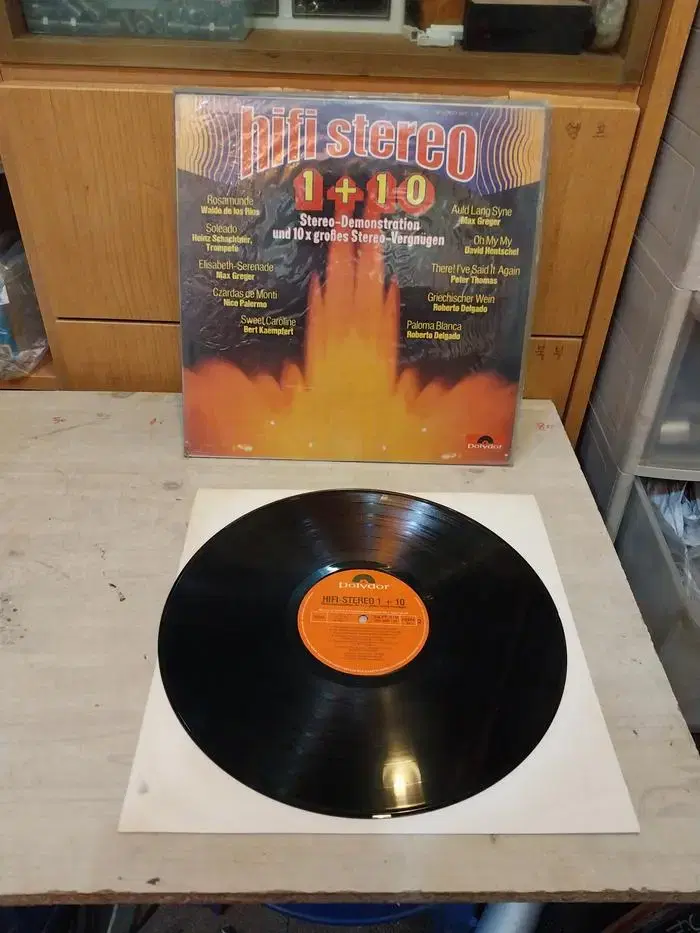 hifi stereo
1 + 10
Stereo-Demonstration
und 10 x großes Stereo-Vergnügen
Rosamunde
Waldo de los Rios
Soleado
Heinz Schachtner,
Trompete
Elisabeth-Serenade
Max Greger
Czardas de Monti
Nico Palermo
Sweet Caroline
Bert Kaempfert
Auld Lang Syne
Max Greger
Oh My My
David Hentschel
There! I've Said It Again
Peter Thomas
Griechischer Wein
Roberto Delgado
Paloma Blanca
Roberto Delgado
Polydor
Polydor
HIFI-STEREO 1 + 10